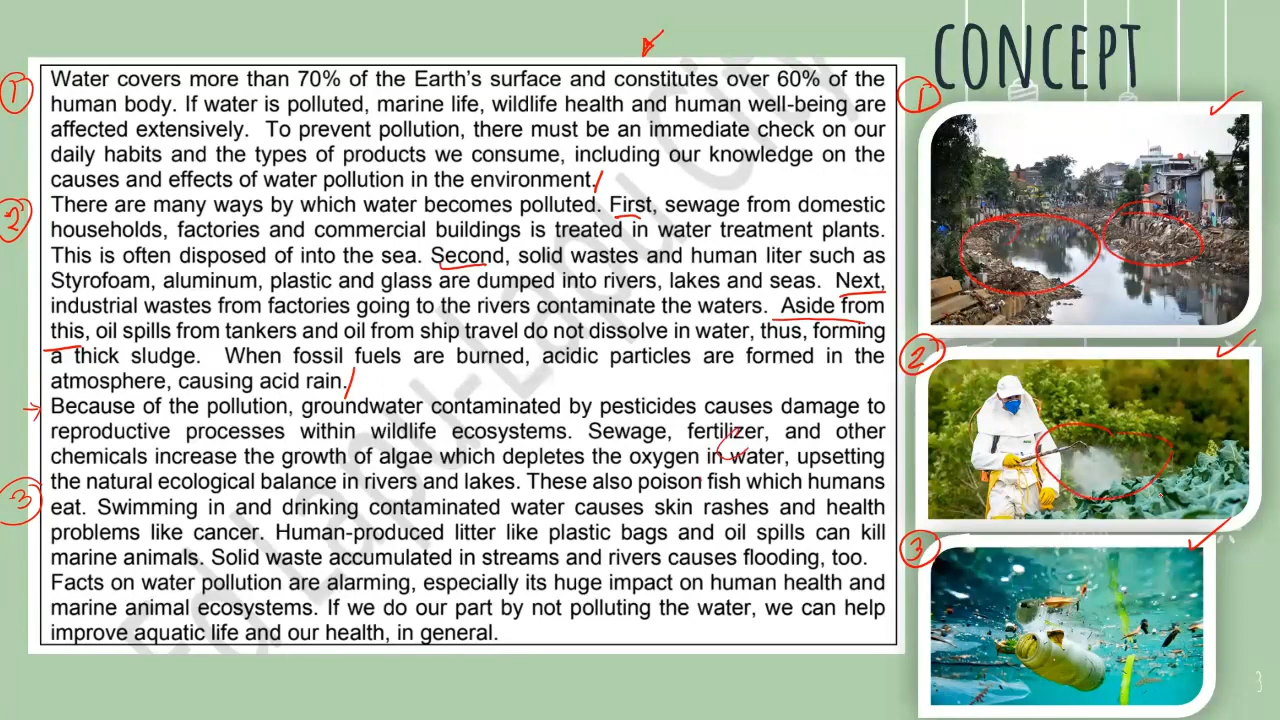 CONCEPT
① Water covers more than 70% of the Earth's surface and constitutes over 60% of the
human body. If water is polluted, marine life, wildlife health and human well-being are
affected extensively. To prevent pollution, there must be an immediate check on our
daily habits and the types of products we consume, including our knowledge on the
causes and effects of water pollution in the environment.
② There are many ways by which water becomes polluted. First, sewage from domestic
households, factories and commercial buildings is treated in water treatment plants.
This is often disposed of into the sea. Second, solid wastes and human liter such as
Styrofoam, aluminum, plastic and glass are dumped into rivers, lakes and seas. Next,
industrial wastes from factories going to the rivers contaminate the waters. Aside from
this, oil spills from tankers and oil from ship travel do not dissolve in water, thus, forming
a thick sludge. When fossil fuels are burned, acidic particles are formed in the
atmosphere, causing acid rain.
Because of the pollution, groundwater contaminated by pesticides causes damage to
reproductive processes within wildlife ecosystems. Sewage, fertilizer, and other
chemicals increase the growth of algae which depletes the oxygen in water, upsetting
the natural ecological balance in rivers and lakes. These also poison fish which humans
③ eat. Swimming in and drinking contaminated water causes skin rashes and health
problems like cancer. Human-produced litter like plastic bags and oil spills can kill
marine animals. Solid waste accumulated in streams and rivers causes flooding, too.
Facts on water pollution are alarming, especially its huge impact on human health and
marine animal ecosystems. If we do our part by not polluting the water, we can help
improve aquatic life and our health, in general.
①
②
③
3